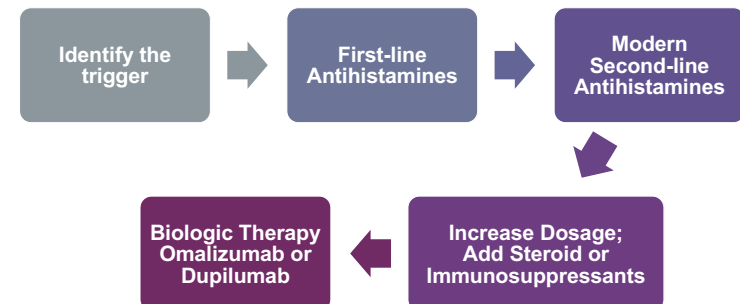 Identify the
trigger
First-line
Antihistamines
Modern
Second-line
Antihistamines
Increase Dosage;
Add Steroid or
Immunosuppressants
Biologic Therapy
Omalizumab or
Dupilumab